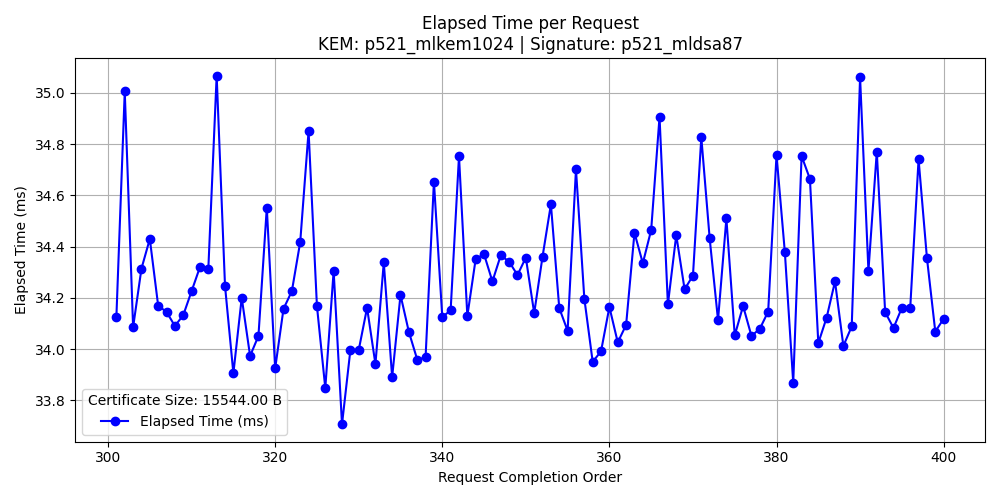 Elapsed Time per Request
KEM: p521_mlkem1024 | Signature: p521_mldsa87
Elapsed Time (ms)
35.0
34.8
34.6
34.4
34.2
34.0
33.8
Certificate Size: 15544.00 B
Elapsed Time (ms)
300
320
340
360
380
400
Request Completion Order